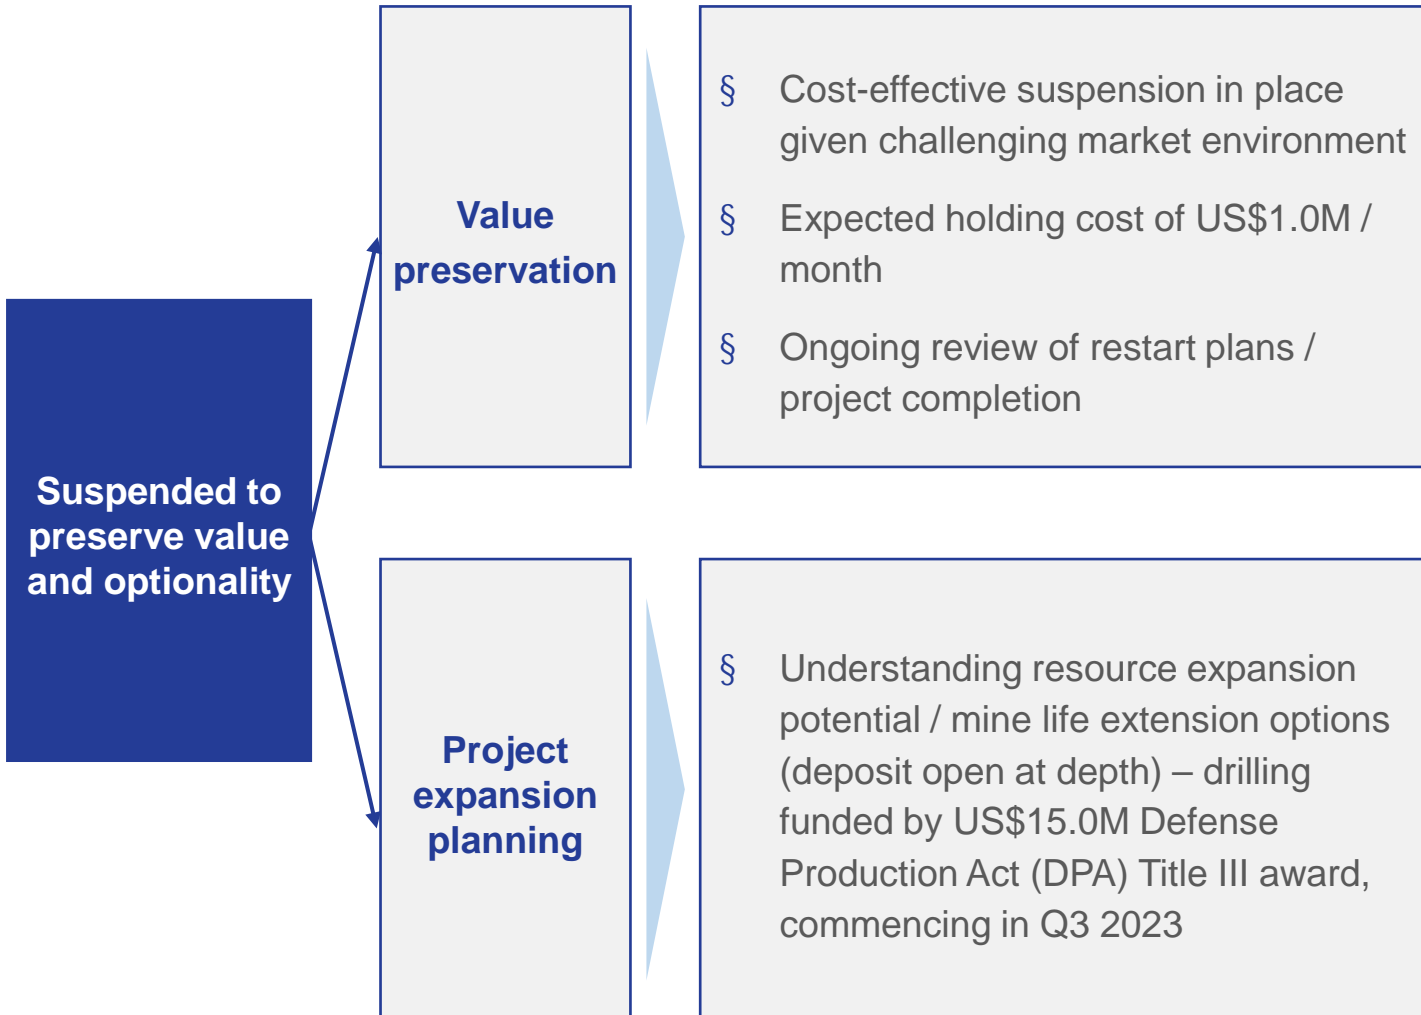 Suspended to
preserve value
and optionality
Value
preservation
§ Cost-effective suspension in place
given challenging market environment
§ Expected holding cost of US$1.0M /
month
§ Ongoing review of restart plans /
project completion
Project
expansion
planning
§ Understanding resource expansion
potential / mine life extension options
(deposit open at depth) – drilling
funded by US$15.0M Defense
Production Act (DPA) Title III award,
commencing in Q3 2023